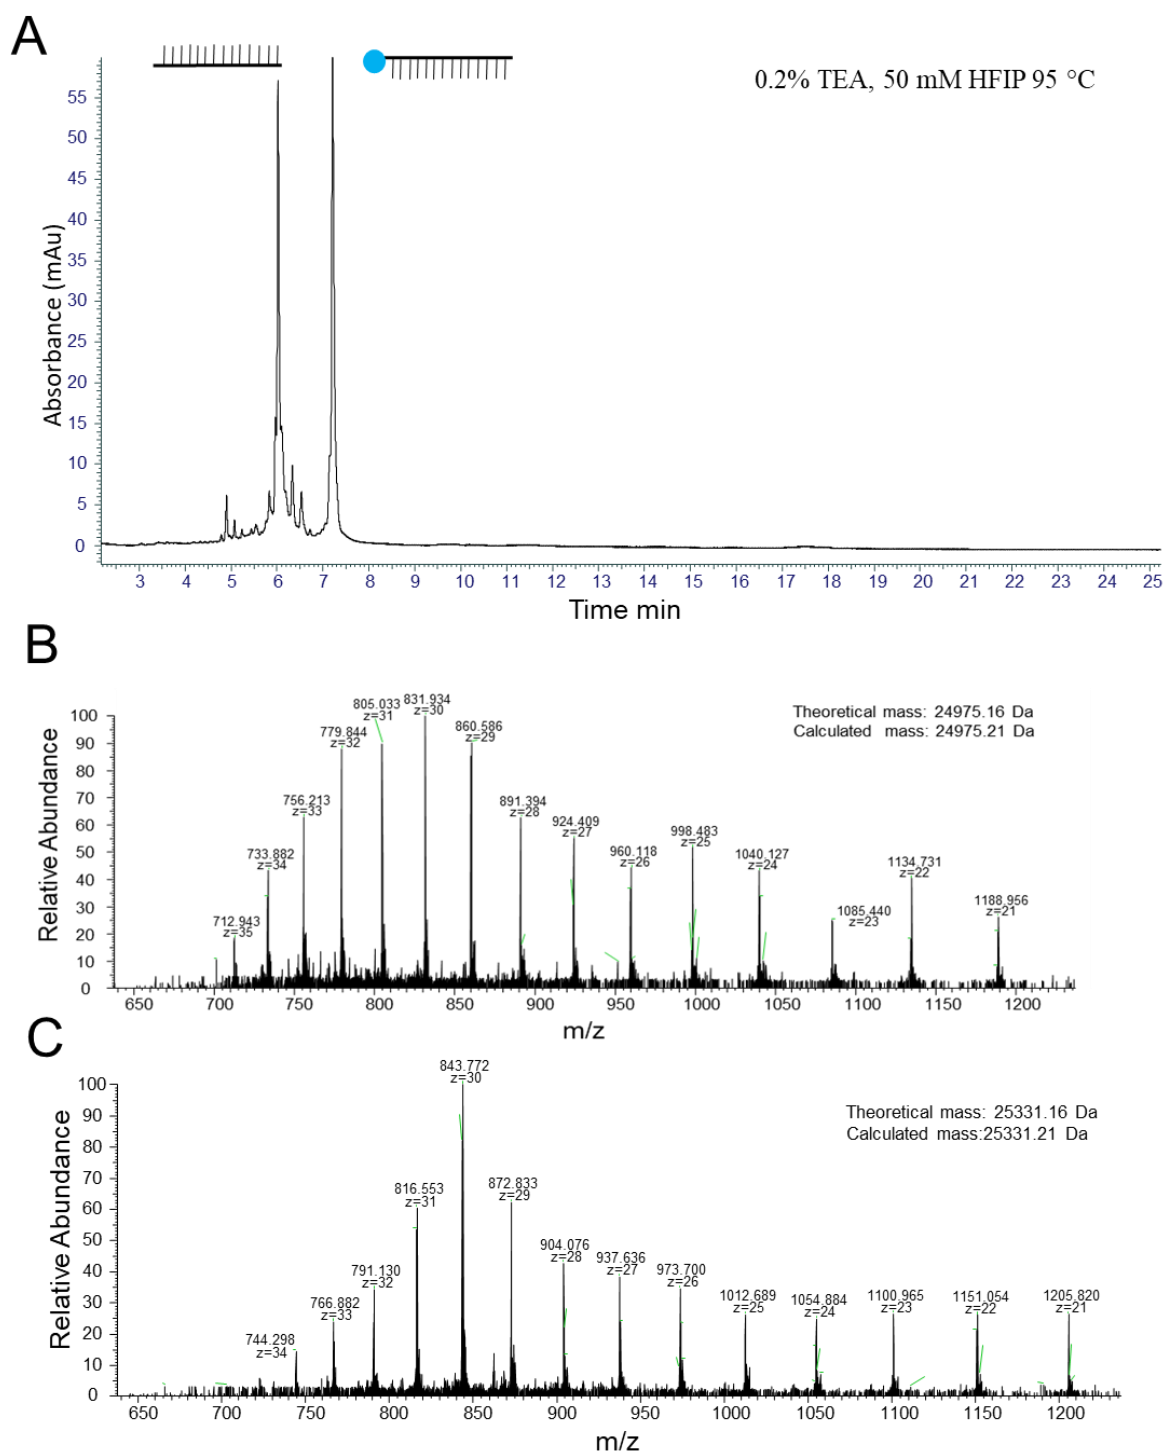 A
0.2% TEA, 50 mM HFIP 95 °C
Absorbance (mAu)
55
50
45
40
35
30
25
20
15
10
5
0
3 4 5 6 7 8 9 10 11 12 13 14 15 16 17 18 19 20 21 22 23 24 25
Time min
B
Theoretical mass: 24975.16 Da
Calculated mass: 24975.21 Da
Relative Abundance
100
90
80
70
60
50
40
30
20
10
0
712.943
z=35
733.882
z=34
756.213
z=33
779.844
z=32
805.033
z=31
831.934
z=30
860.586
z=29
891.394
z=28
924.409
z=27
960.118
z=26
998.483
z=25
1040.127
z=24
1085.440
z=23
1134.731
z=22
1188.956
z=21
650 700 750 800 850 900 950 1000 1050 1100 1150 1200
m/z
C
Theoretical mass: 25331.16 Da
Calculated mass:25331.21 Da
Relative Abundance
100
90
80
70
60
50
40
30
20
10
0
744.298
z=34
766.882
z=33
791.130
z=32
816.553
z=31
843.772
z=30
872.833
z=29
904.076
z=28
937.636
z=27
973.700
z=26
1012.689
z=25
1054.884
z=24
1100.965
z=23
1151.054
z=22
1205.820
z=21
650 700 750 800 850 900 950 1000 1050 1100 1150 1200
m/z